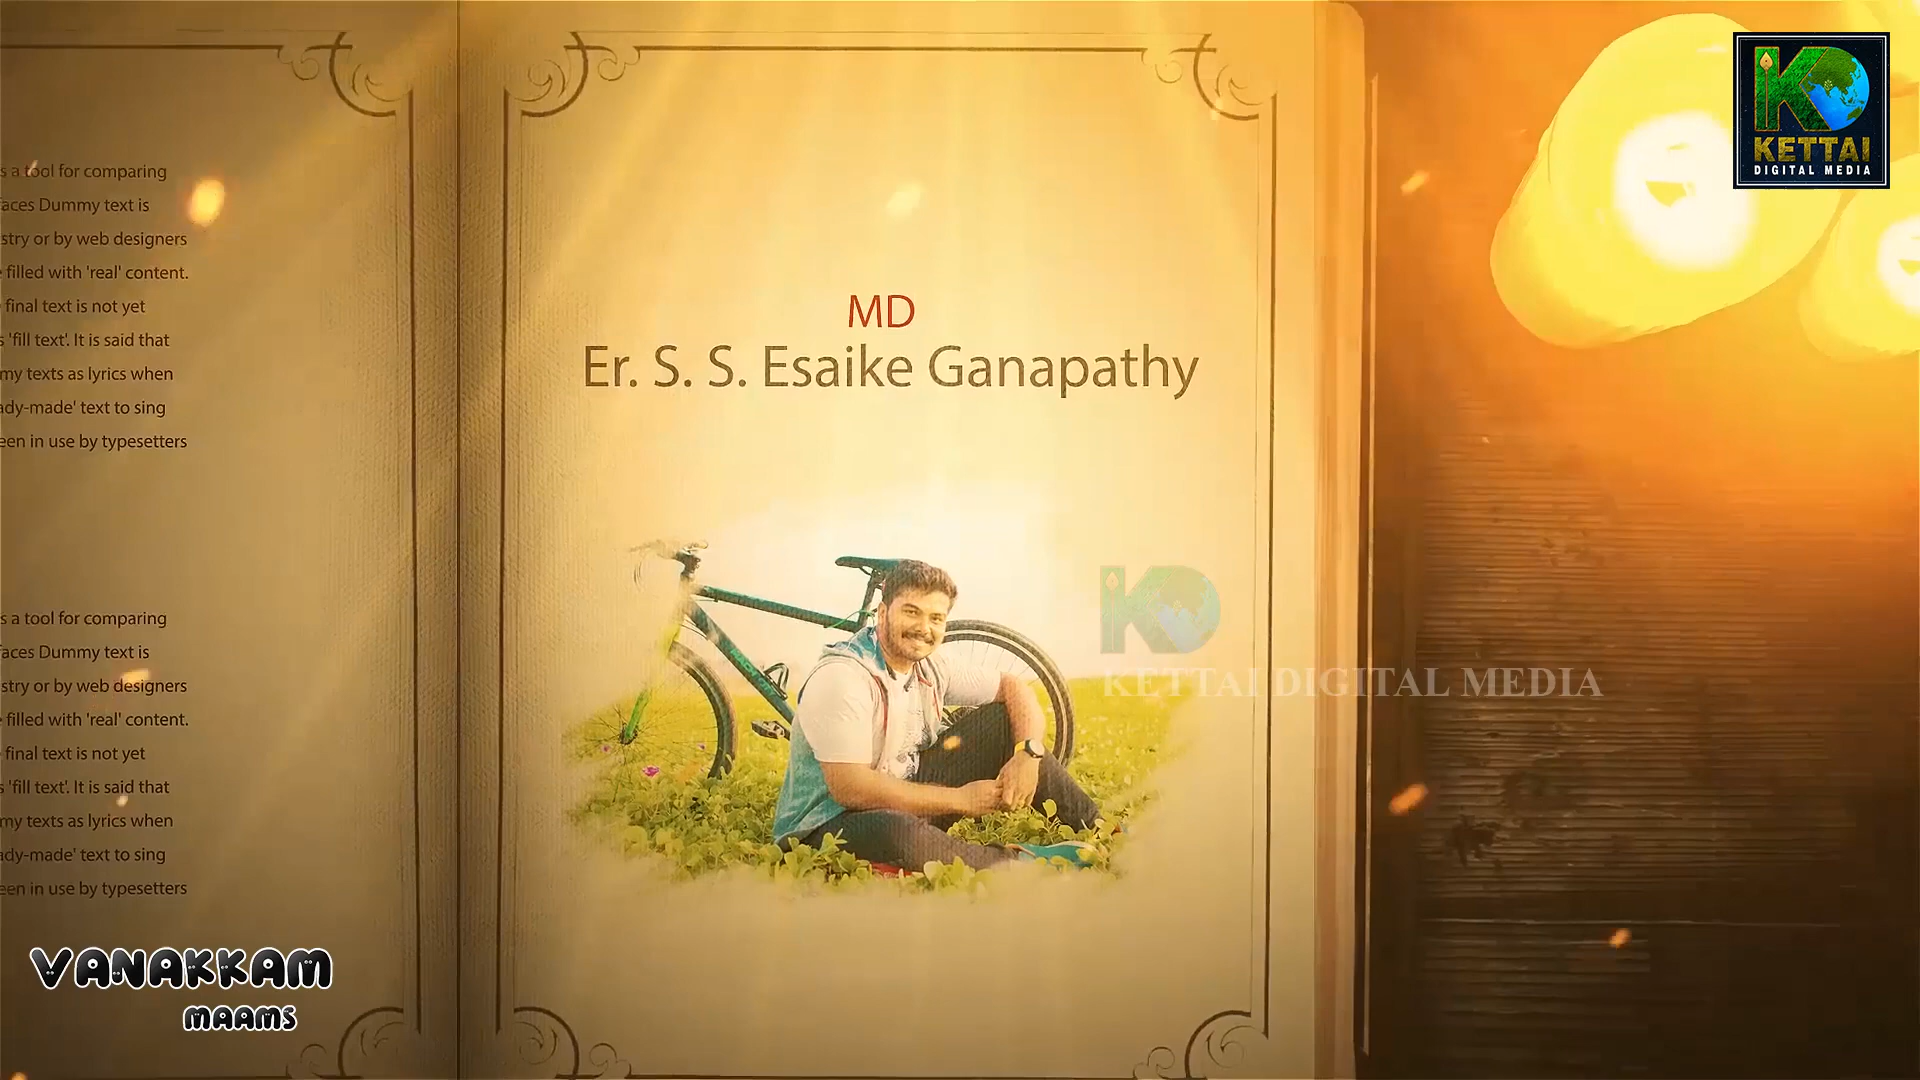 s a tool for comparing
faces Dummy text is
stry or by web designers
filled with 'real' content.
final text is not yet
s 'fill text'. It is said that
my texts as lyrics when
ady-made' text to sing
een in use by typesetters
s a tool for comparing
faces Dummy text is
stry or by web designers
filled with 'real' content.
final text is not yet
s 'fill text'. It is said that
my texts as lyrics when
ady-made' text to sing
een in use by typesetters
VANAKKAM
MAAMS
MD
Er. S. S. Esaike Ganapathy
KD
KETTAI DIGITAL MEDIA
KD
KETTAI
DIGITAL MEDIA